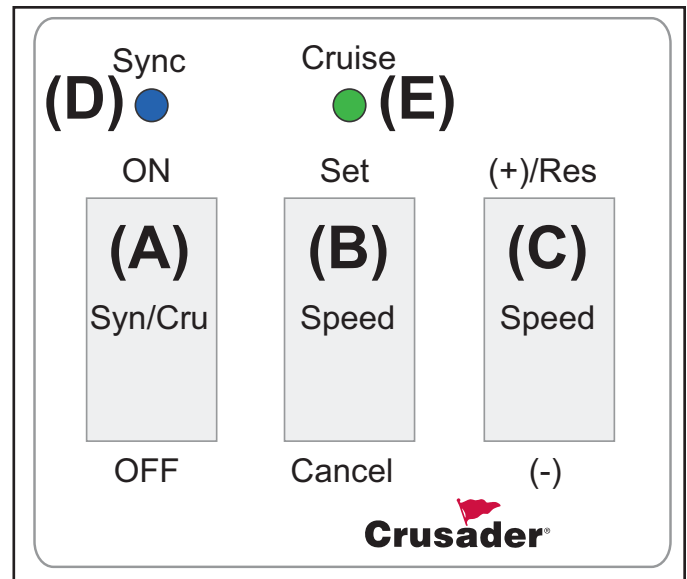 Sync Cruise
(D) (E)
ON Set (+)/Res
(A) (B) (C)
Syn/Cru Speed Speed
OFF Cancel (-)
Crusader®